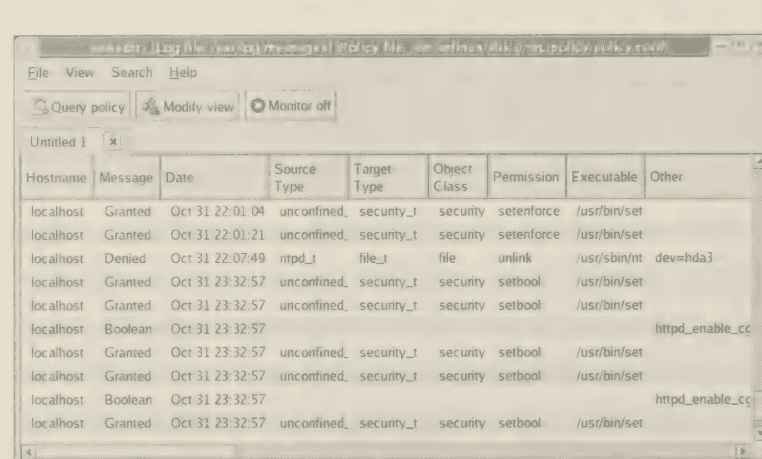 File View Search Help
Query policy Modify view Monitor off
Untitled 1
Hostname Message Date Source Type Target Type Object Class Permission Executable Other
localhost Granted Oct 31 22:01:04 unconfined_ security_t security setenforce /usr/bin/set
localhost Granted Oct 31 22:01:21 unconfined_ security_t security setenforce /usr/bin/set
localhost Denied Oct 31 22:07:49 ntpd_t file_t file unlink /usr/sbin/nt dev=hda3
localhost Granted Oct 31 23:32:57 unconfined_ security_t security setbool /usr/bin/set
localhost Granted Oct 31 23:32:57 unconfined_ security_t security setbool /usr/bin/set
localhost Boolean Oct 31 23:32:57 httpd_enable_cg
localhost Granted Oct 31 23:32:57 unconfined_ security_t security setbool /usr/bin/set
localhost Granted Oct 31 23:32:57 unconfined_ security_t security setbool /usr/bin/set
localhost Boolean Oct 31 23:32:57 httpd_enable_cg
localhost Granted Oct 31 23:32:57 unconfined_ security_t security setbool /usr/bin/set